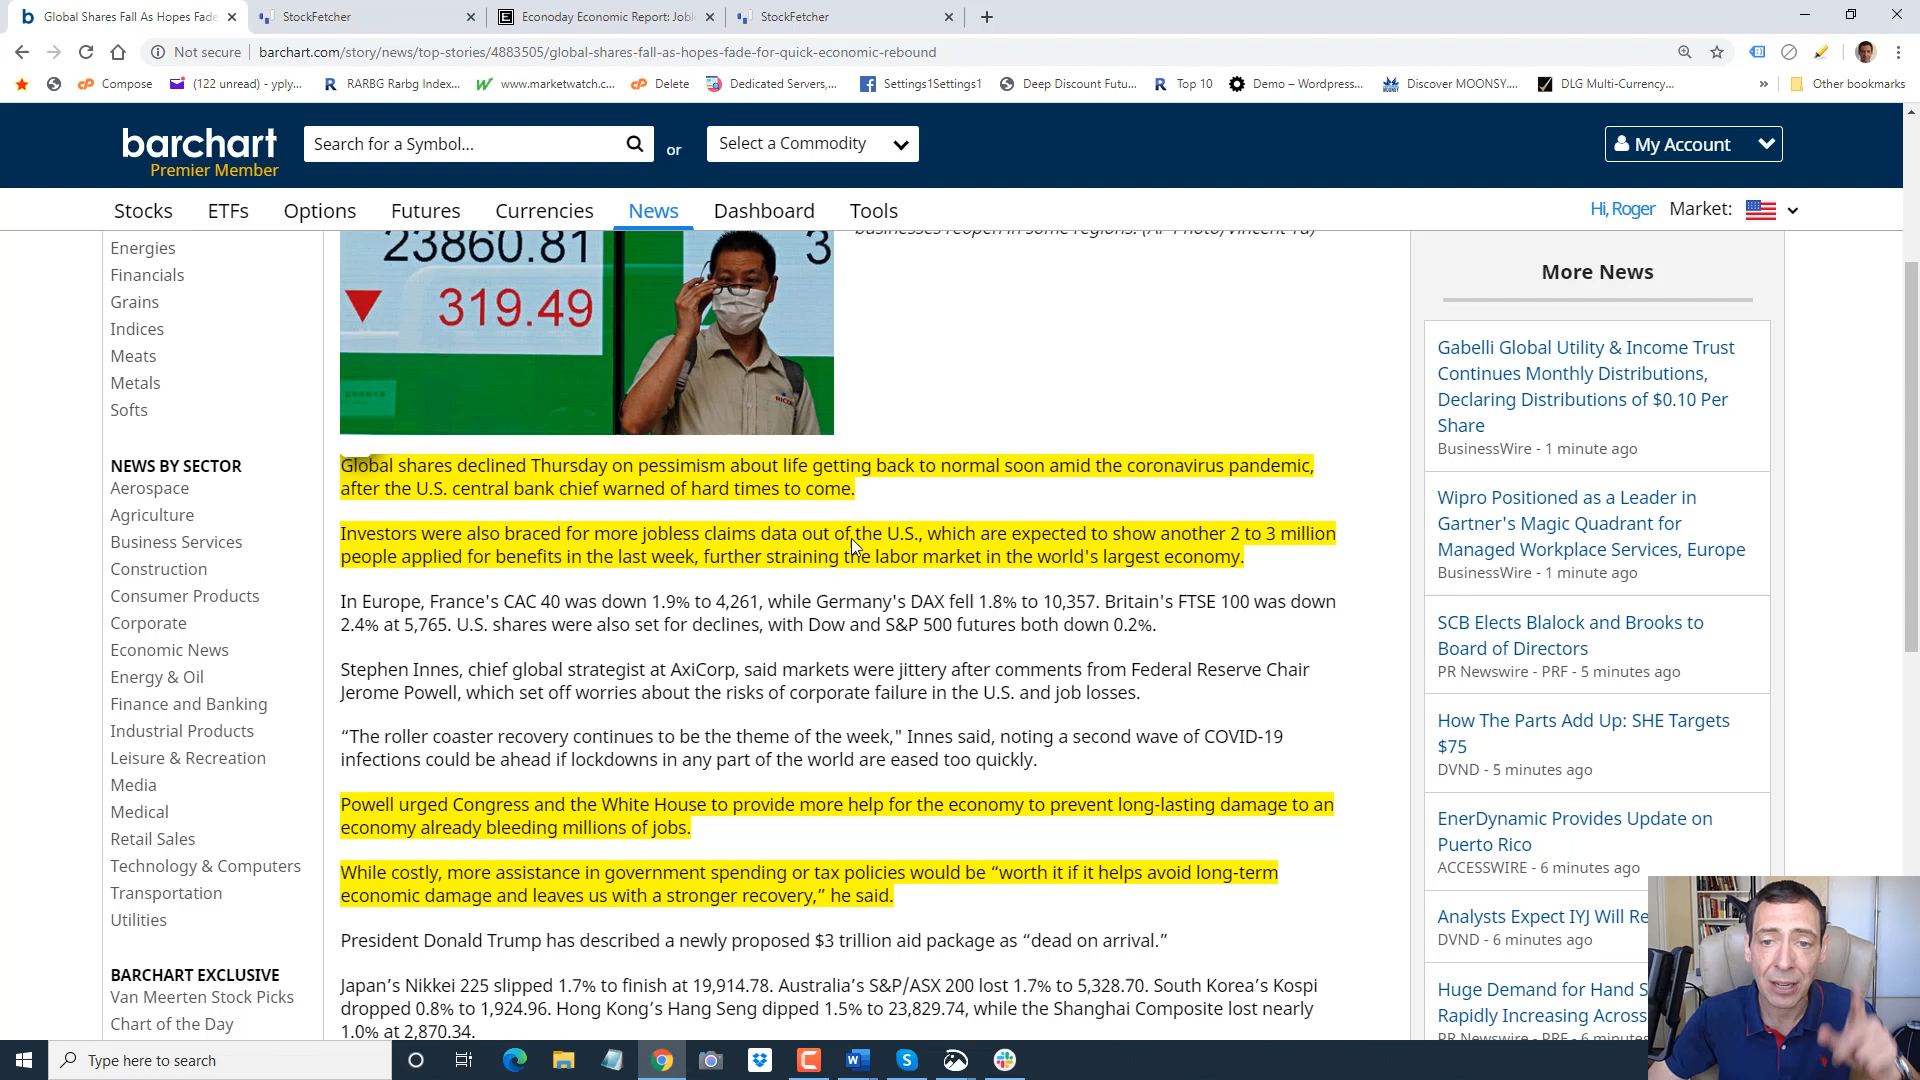 Global Shares Fall As Hopes Fade
StockFetcher
Econoday Economic Report: Jobl
StockFetcher
Not secure
barchart.com/story/news/top-stories/4883505/global-shares-fall-as-hopes-fade-for-quick-economic-rebound
Compose
(122 unread) - yply...
RARBG Rarbg Index...
www.marketwatch.c...
Delete
Dedicated Servers,...
Settings1Settings1
Deep Discount Futu...
Top 10
Demo – Wordpress...
Discover MOONSY....
DLG Multi-Currency...
Other bookmarks
barchart
Premier Member
Search for a Symbol...
or
Select a Commodity
My Account
Stocks
ETFs
Options
Futures
Currencies
News
Dashboard
Tools
Hi, Roger
Market:
Energies
Financials
Grains
Indices
Meats
Metals
Softs
NEWS BY SECTOR
Aerospace
Agriculture
Business Services
Construction
Consumer Products
Corporate
Economic News
Energy & Oil
Finance and Banking
Industrial Products
Leisure & Recreation
Media
Medical
Retail Sales
Technology & Computers
Transportation
Utilities
BARCHART EXCLUSIVE
Van Meerten Stock Picks
Chart of the Day
23860.81
3
319.49
businesses reopen in some regions. (AP Photo/Vincent Yu)
Global shares declined Thursday on pessimism about life getting back to normal soon amid the coronavirus pandemic,
after the U.S. central bank chief warned of hard times to come.
Investors were also braced for more jobless claims data out of the U.S., which are expected to show another 2 to 3 million
people applied for benefits in the last week, further straining the labor market in the world's largest economy.
In Europe, France's CAC 40 was down 1.9% to 4,261, while Germany's DAX fell 1.8% to 10,357. Britain's FTSE 100 was down
2.4% at 5,765. U.S. shares were also set for declines, with Dow and S&P 500 futures both down 0.2%.
Stephen Innes, chief global strategist at AxiCorp, said markets were jittery after comments from Federal Reserve Chair
Jerome Powell, which set off worries about the risks of corporate failure in the U.S. and job losses.
“The roller coaster recovery continues to be the theme of the week," Innes said, noting a second wave of COVID-19
infections could be ahead if lockdowns in any part of the world are eased too quickly.
Powell urged Congress and the White House to provide more help for the economy to prevent long-lasting damage to an
economy already bleeding millions of jobs.
While costly, more assistance in government spending or tax policies would be “worth it if it helps avoid long-term
economic damage and leaves us with a stronger recovery,” he said.
President Donald Trump has described a newly proposed $3 trillion aid package as “dead on arrival.”
Japan’s Nikkei 225 slipped 1.7% to finish at 19,914.78. Australia’s S&P/ASX 200 lost 1.7% to 5,328.70. South Korea’s Kospi
dropped 0.8% to 1,924.96. Hong Kong’s Hang Seng dipped 1.5% to 23,829.74, while the Shanghai Composite lost nearly
1.0% at 2,870.34.
More News
Gabelli Global Utility & Income Trust
Continues Monthly Distributions,
Declaring Distributions of $0.10 Per
Share
BusinessWire - 1 minute ago
Wipro Positioned as a Leader in
Gartner's Magic Quadrant for
Managed Workplace Services, Europe
BusinessWire - 1 minute ago
SCB Elects Blalock and Brooks to
Board of Directors
PR Newswire - PRF - 5 minutes ago
How The Parts Add Up: SHE Targets
$75
DVND - 5 minutes ago
EnerDynamic Provides Update on
Puerto Rico
ACCESSWIRE - 6 minutes ago
Analysts Expect IYJ Will Re
DVND - 6 minutes ago
Huge Demand for Hand S
Rapidly Increasing Across
PR Newswire - PRF - 6 minutes
Type here to search